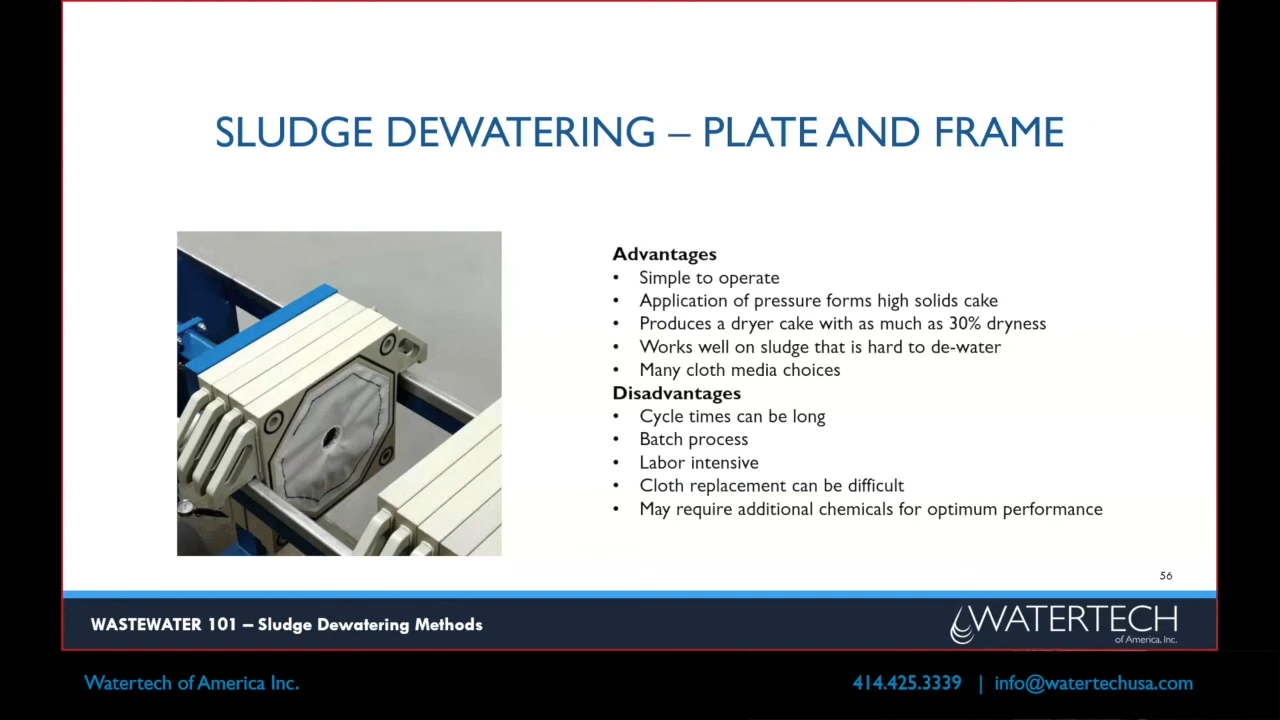 SLUDGE DEWATERING – PLATE AND FRAME
Advantages
• Simple to operate
• Application of pressure forms high solids cake
• Produces a dryer cake with as much as 30% dryness
• Works well on sludge that is hard to de-water
• Many cloth media choices
Disadvantages
• Cycle times can be long
• Batch process
• Labor intensive
• Cloth replacement can be difficult
• May require additional chemicals for optimum performance
56
WASTEWATER 101 – Sludge Dewatering Methods
WATERTECH
of America, Inc.
Watertech of America Inc.
414.425.3339 | info@watertechusa.com